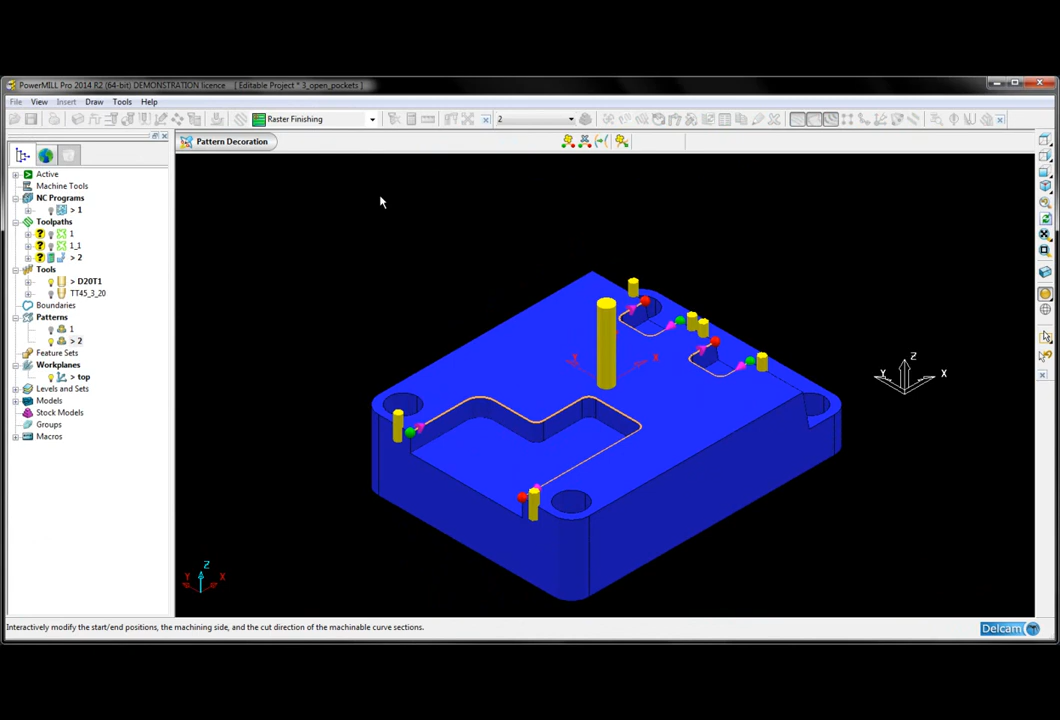 PowerMILL Pro 2014 R2 (64-bit) DEMONSTRATION licence [ Editable Project * 3_open_pockets ]
File View Insert Draw Tools Help
Raster Finishing 2
Pattern Decoration
Active
Machine Tools
NC Programs
> 1
Toolpaths
1
1_1
> 2
Tools
> D20T1
TT45_3_20
Boundaries
Patterns
1
> 2
Feature Sets
Workplanes
> top
Levels and Sets
Models
Stock Models
Groups
Macros
Y X
Z
Y X
Z
Y X
Interactively modify the start/end positions, the machining side, and the cut direction of the machinable curve sections.
Delcam